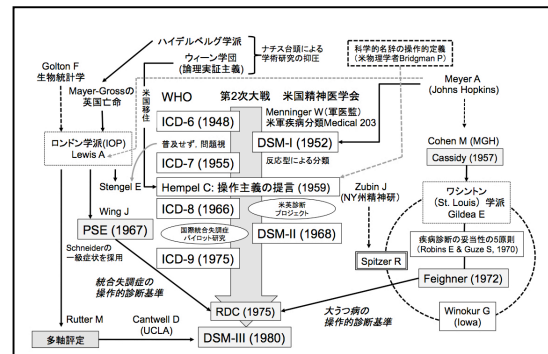 Golton F
生物統計学
ハイデルベルグ学派
ウィーン学団
(論理実証主義)
ナチス台頭による
学術研究の抑圧
科学的名辞の操作的定義
(米物理学者Bridgman P)
Mayer-Grossの
英国亡命
米国移住
WHO
第2次大戦
米国精神医学会
Meyer A
(Johns Hopkins)
ICD-6 (1948)
Menninger W(軍医監)
米軍疾病分類Medical 203
ロンドン学派(IOP)
Lewis A
普及せず、問題視
DSM-I (1952)
反応型による分類
Cohen M (MGH)
Cassidy (1957)
ICD-7 (1955)
Stengel E
Hempel C: 操作主義の提言 (1959)
Wing J
ICD-8 (1966)
米英診断
プロジェクト
Zubin J
(NY州精神研)
ワシントン
(St. Louis) 学派
Gildea E
PSE (1967)
国際統合失調症
パイロット研究
DSM-II (1968)
Schneiderの
一級症状を採用
ICD-9 (1975)
疾病診断の妥当性の5原則
(Robins E & Guze S, 1970)
Spitzer R
Feighner (1972)
統合失調症の
操作的診断基準
RDC (1975)
大うつ病の
操作的診断基準
Winokur G
(Iowa)
Rutter M
Cantwell D
(UCLA)
多軸評定
DSM-III (1980)